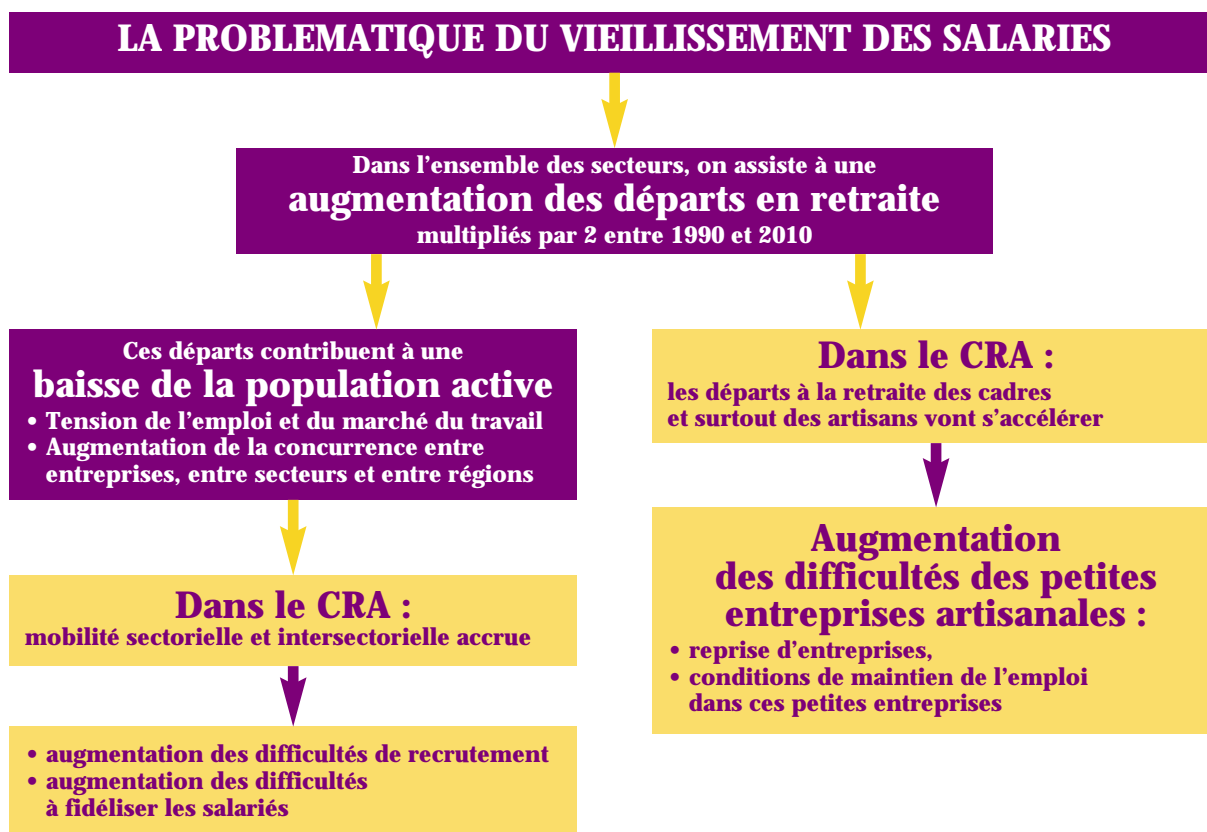 LA PROBLEMATIQUE DU VIEILLISSEMENT DES SALARIES
Dans l'ensemble des secteurs, on assiste à une
augmentation des départs en retraite
multipliés par 2 entre 1990 et 2010
Ces départs contribuent à une
baisse de la population active
• Tension de l'emploi et du marché du travail
• Augmentation de la concurrence entre
entreprises, entre secteurs et entre régions
Dans le CRA :
mobilité sectorielle et intersectorielle accrue
• augmentation des difficultés de recrutement
• augmentation des difficultés
à fidéliser les salariés
Dans le CRA :
les départs à la retraite des cadres
et surtout des artisans vont s'accélérer
Augmentation
des difficultés des petites
entreprises artisanales :
• reprise d'entreprises,
• conditions de maintien de l'emploi
dans ces petites entreprises